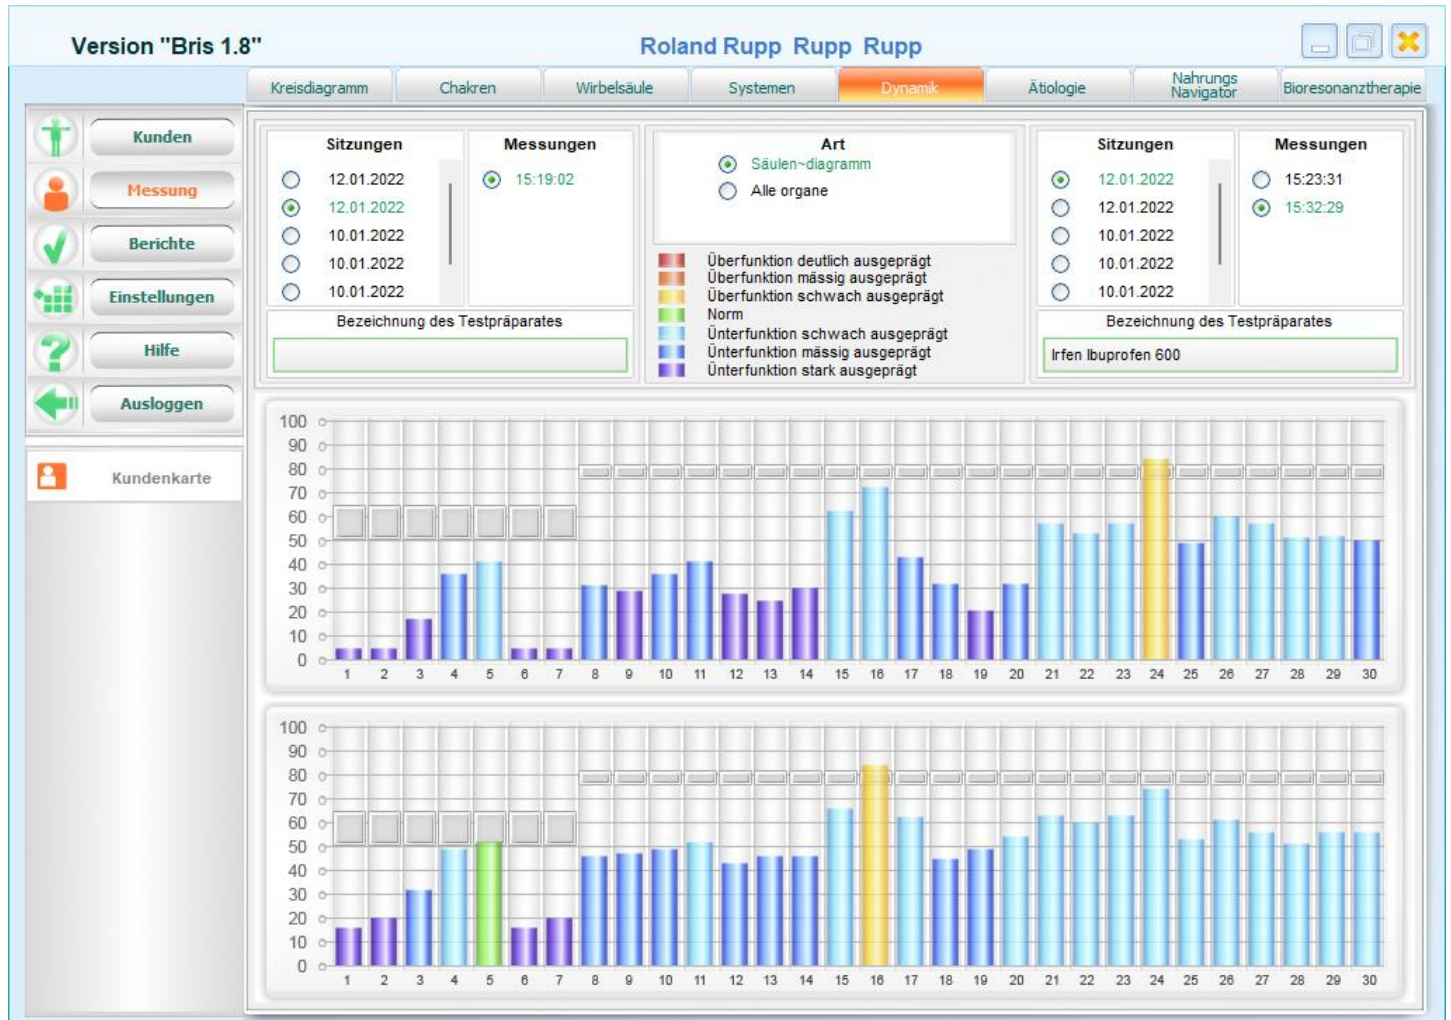 Version "Bris 1.8"
Roland Rupp Rupp Rupp
Kreisdiagramm
Chakren
Wirbelsäule
Systemen
Dynamik
Ätiologie
Nahrungs
Navigator
Bioresonanztherapie
Kunden
Messung
Berichte
Einstellungen
Hilfe
Ausloggen
Kundenkarte
Sitzungen
12.01.2022
12.01.2022
10.01.2022
10.01.2022
10.01.2022
Messungen
15:19:02
Bezeichnung des Testpräparates
Art
Säulen~diagramm
Alle organe
Überfunktion deutlich ausgeprägt
Überfunktion mässig ausgeprägt
Überfunktion schwach ausgeprägt
Norm
Ünterfunktion schwach ausgeprägt
Ünterfunktion mässig ausgeprägt
Ünterfunktion stark ausgeprägt
Sitzungen
12.01.2022
12.01.2022
10.01.2022
10.01.2022
10.01.2022
Messungen
15:23:31
15:32:29
Bezeichnung des Testpräparates
Irfen Ibuprofen 600
100
90
80
70
60
50
40
30
20
10
0
1 2 3 4 5 6 7 8 9 10 11 12 13 14 15 16 17 18 19 20 21 22 23 24 25 26 27 28 29 30
100
90
80
70
60
50
40
30
20
10
0
1 2 3 4 5 6 7 8 9 10 11 12 13 14 15 16 17 18 19 20 21 22 23 24 25 26 27 28 29 30